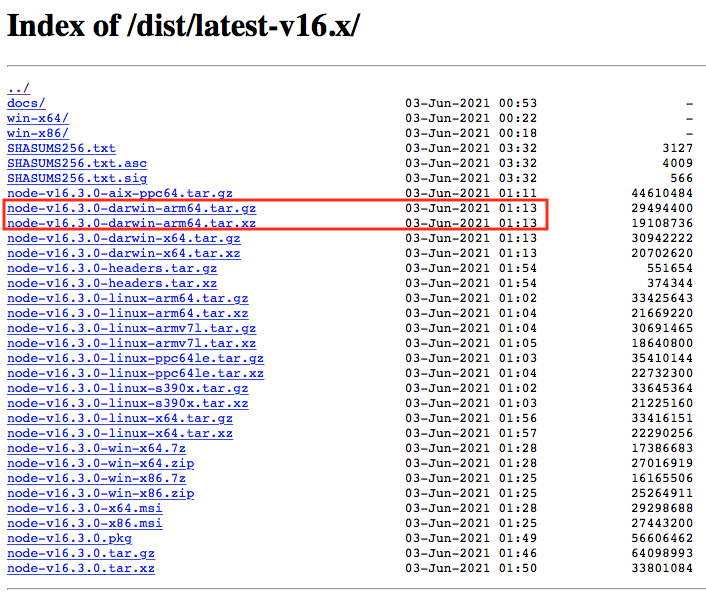 Index of /dist/latest-v16.x/
../
docs/ 03-Jun-2021 00:53 -
win-x64/ 03-Jun-2021 00:22 -
win-x86/ 03-Jun-2021 00:18 -
SHASUMS256.txt 03-Jun-2021 03:32 3127
SHASUMS256.txt.asc 03-Jun-2021 03:32 4009
SHASUMS256.txt.sig 03-Jun-2021 03:32 566
node-v16.3.0-aix-ppc64.tar.gz 03-Jun-2021 01:11 44610484
node-v16.3.0-darwin-arm64.tar.gz 03-Jun-2021 01:13 29494400
node-v16.3.0-darwin-arm64.tar.xz 03-Jun-2021 01:13 19108736
node-v16.3.0-darwin-x64.tar.gz 03-Jun-2021 01:13 30942222
node-v16.3.0-darwin-x64.tar.xz 03-Jun-2021 01:13 20702620
node-v16.3.0-headers.tar.gz 03-Jun-2021 01:54 551654
node-v16.3.0-headers.tar.xz 03-Jun-2021 01:54 374344
node-v16.3.0-linux-arm64.tar.gz 03-Jun-2021 01:02 33425643
node-v16.3.0-linux-arm64.tar.xz 03-Jun-2021 01:04 21669220
node-v16.3.0-linux-armv7l.tar.gz 03-Jun-2021 01:04 30691465
node-v16.3.0-linux-armv7l.tar.xz 03-Jun-2021 01:05 18640800
node-v16.3.0-linux-ppc64le.tar.gz 03-Jun-2021 01:03 35410144
node-v16.3.0-linux-ppc64le.tar.xz 03-Jun-2021 01:04 22732300
node-v16.3.0-linux-s390x.tar.gz 03-Jun-2021 01:02 33645364
node-v16.3.0-linux-s390x.tar.xz 03-Jun-2021 01:03 21225160
node-v16.3.0-linux-x64.tar.gz 03-Jun-2021 01:56 33416151
node-v16.3.0-linux-x64.tar.xz 03-Jun-2021 01:57 22290256
node-v16.3.0-win-x64.7z 03-Jun-2021 01:28 17386683
node-v16.3.0-win-x64.zip 03-Jun-2021 01:28 27016919
node-v16.3.0-win-x86.7z 03-Jun-2021 01:25 16165506
node-v16.3.0-win-x86.zip 03-Jun-2021 01:25 25264911
node-v16.3.0-x64.msi 03-Jun-2021 01:28 29298688
node-v16.3.0-x86.msi 03-Jun-2021 01:25 27443200
node-v16.3.0.pkg 03-Jun-2021 01:49 56606462
node-v16.3.0.tar.gz 03-Jun-2021 01:46 64098993
node-v16.3.0.tar.xz 03-Jun-2021 01:50 33801084